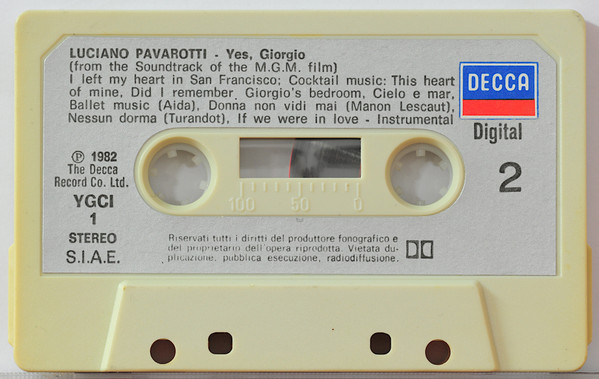 LUCIANO PAVAROTTI - Yes, Giorgio
(from the Soundtrack of the M.G.M. film)
I left my heart in San Francisco; Cocktail music: This heart
of mine, Did I remember, Giorgio's bedroom, Cielo e mar,
Ballet music (Aida), Donna non vidi mai (Manon Lescaut),
Nessun dorma (Turandot), If we were in love - Instrumental
DECCA
Digital
2
℗ 1982
The Decca
Record Co. Ltd.
YGCI
1
STEREO
S.I.A.E.
100 50 0
Riservati tutti i diritti del produttore fonografico e
del proprietario dell'opera riprodotta. Vietata du-
plicazione, pubblica esecuzione, radiodiffusione.